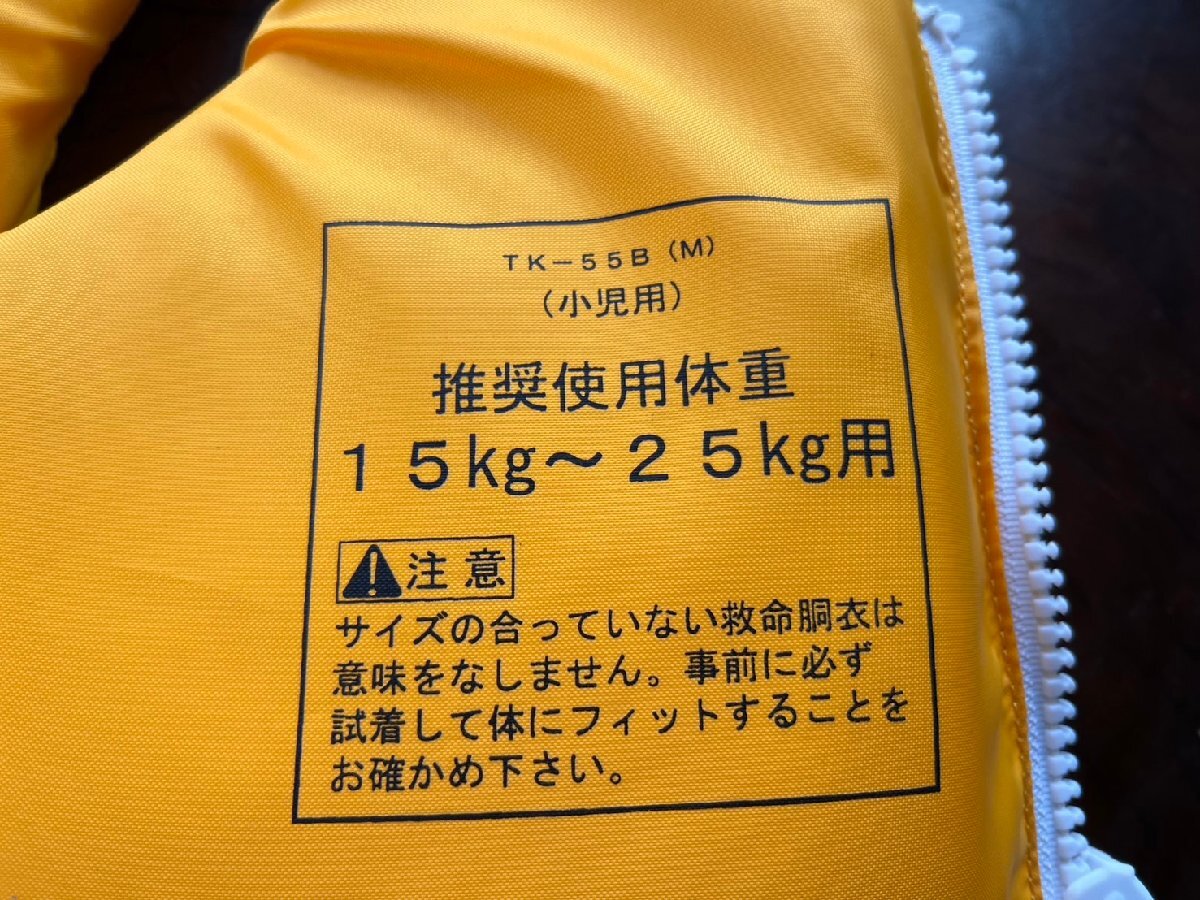 ＴＫ－５５Ｂ（Ｍ）
（小児用）
推奨使用体重
１５kg～２５kg用
注意
サイズの合っていない救命胴衣は
意味をなしません。事前に必ず
試着して体にフィットすることを
お確かめ下さい。